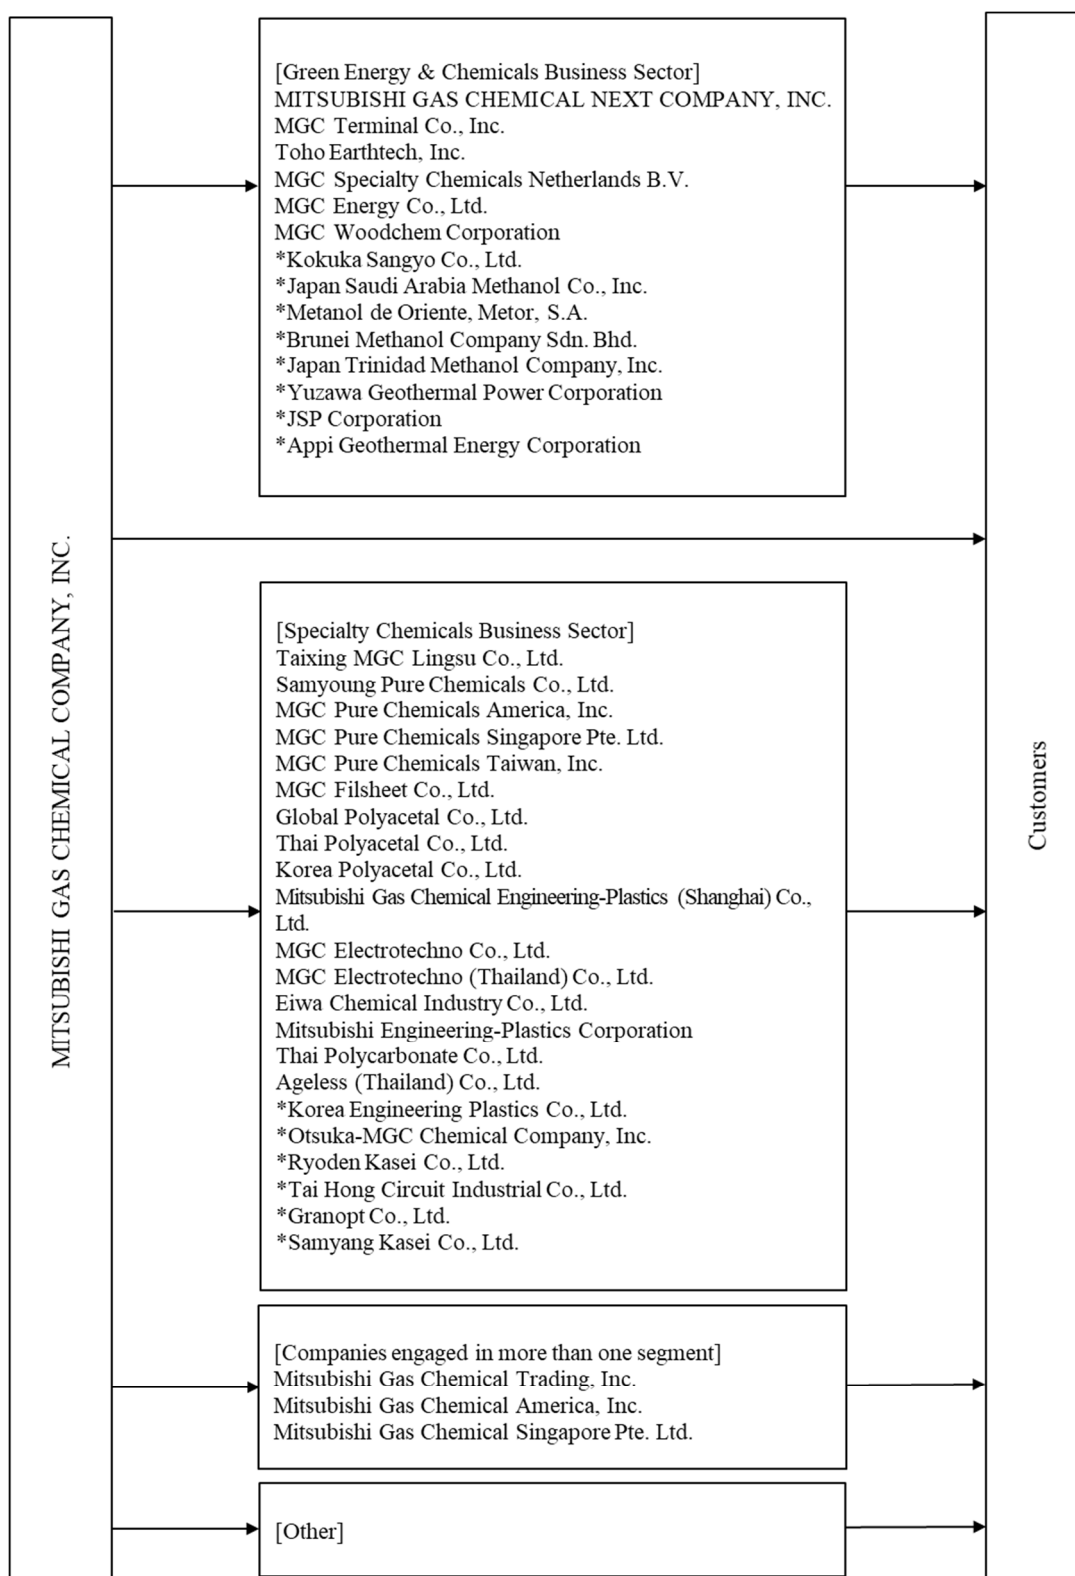 MITSUBISHI GAS CHEMICAL COMPANY, INC.
[Green Energy & Chemicals Business Sector]
MITSUBISHI GAS CHEMICAL NEXT COMPANY, INC.
MGC Terminal Co., Inc.
Toho Earthtech, Inc.
MGC Specialty Chemicals Netherlands B.V.
MGC Energy Co., Ltd.
MGC Woodchem Corporation
*Kokuka Sangyo Co., Ltd.
*Japan Saudi Arabia Methanol Co., Inc.
*Metanol de Oriente, Metor, S.A.
*Brunei Methanol Company Sdn. Bhd.
*Japan Trinidad Methanol Company, Inc.
*Yuzawa Geothermal Power Corporation
*JSP Corporation
*Appi Geothermal Energy Corporation
[Specialty Chemicals Business Sector]
Taixing MGC Lingsu Co., Ltd.
Samyoung Pure Chemicals Co., Ltd.
MGC Pure Chemicals America, Inc.
MGC Pure Chemicals Singapore Pte. Ltd.
MGC Pure Chemicals Taiwan, Inc.
MGC Filsheet Co., Ltd.
Global Polyacetal Co., Ltd.
Thai Polyacetal Co., Ltd.
Korea Polyacetal Co., Ltd.
Mitsubishi Gas Chemical Engineering-Plastics (Shanghai) Co.,
Ltd.
MGC Electrotechno Co., Ltd.
MGC Electrotechno (Thailand) Co., Ltd.
Eiwa Chemical Industry Co., Ltd.
Mitsubishi Engineering-Plastics Corporation
Thai Polycarbonate Co., Ltd.
Ageless (Thailand) Co., Ltd.
*Korea Engineering Plastics Co., Ltd.
*Otsuka-MGC Chemical Company, Inc.
*Ryoden Kasei Co., Ltd.
*Tai Hong Circuit Industrial Co., Ltd.
*Granopt Co., Ltd.
*Samyang Kasei Co., Ltd.
[Companies engaged in more than one segment]
Mitsubishi Gas Chemical Trading, Inc.
Mitsubishi Gas Chemical America, Inc.
Mitsubishi Gas Chemical Singapore Pte. Ltd.
[Other]
Customers